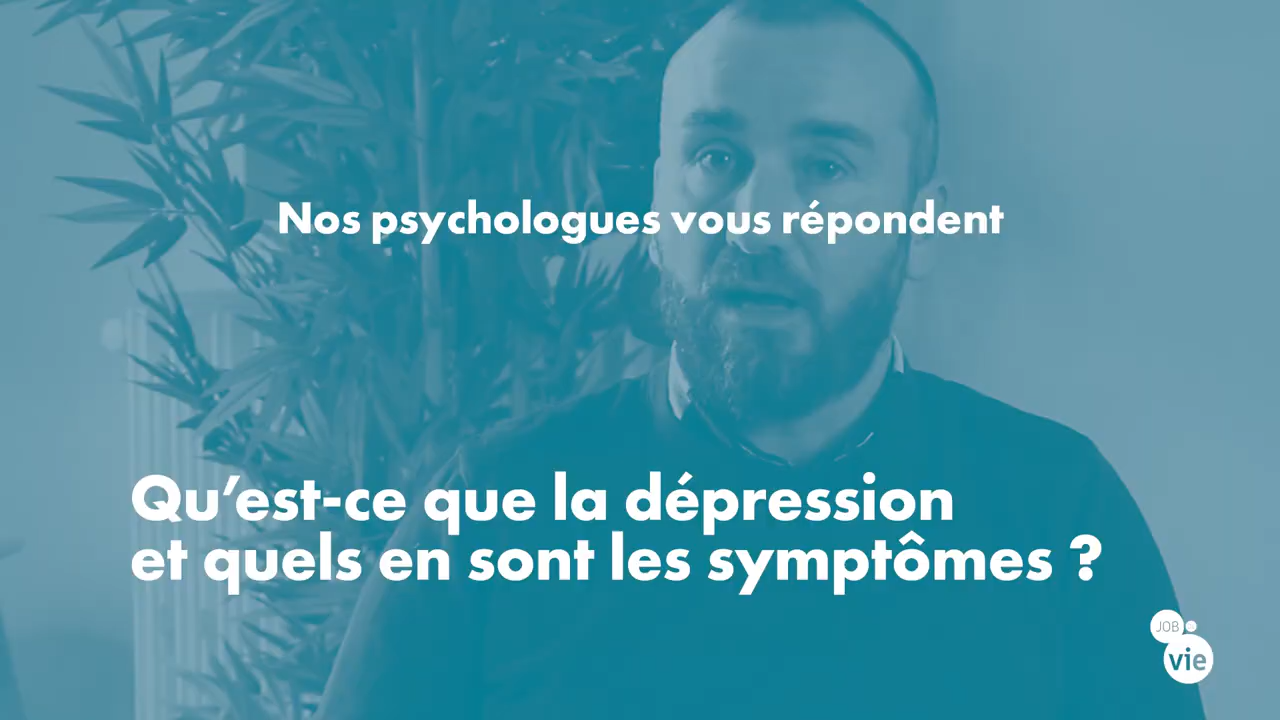 Nos psychologues vous répondent
Qu’est-ce que la dépression
et quels en sont les symptômes ?
JOB
vie